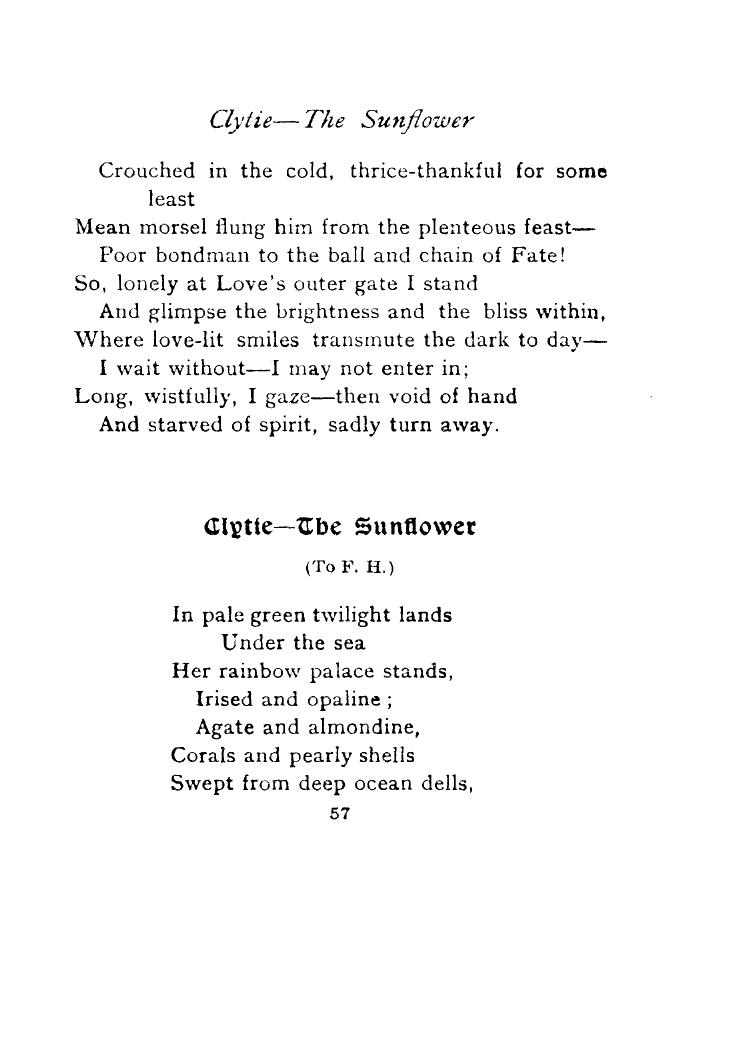 Clytie—The Sunflower
Crouched in the cold, thrice-thankful for some
least
Mean morsel flung him from the plenteous feast—
Poor bondman to the ball and chain of Fate!
So, lonely at Love's outer gate I stand
And glimpse the brightness and the bliss within,
Where love-lit smiles transmute the dark to day—
I wait without—I may not enter in;
Long, wistfully, I gaze—then void of hand
And starved of spirit, sadly turn away.
Clytie—The Sunflower
(To F. H.)
In pale green twilight lands
Under the sea
Her rainbow palace stands,
Irised and opaline;
Agate and almondine,
Corals and pearly shells
Swept from deep ocean dells,
57